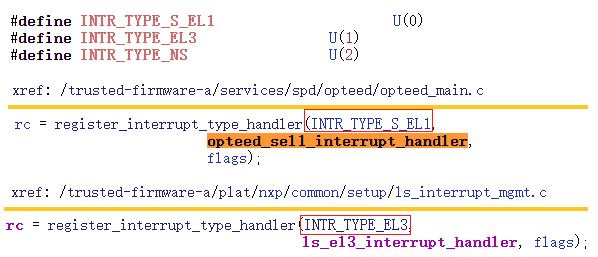 #define INTR_TYPE_S_EL1 U(0)
#define INTR_TYPE_EL3 U(1)
#define INTR_TYPE_NS U(2)
xref: /trusted-firmware-a/services/spd/opteed/opteed_main.c
rc = register_interrupt_type_handler(INTR_TYPE_S_EL1,
opteed_sel1_interrupt_handler,
flags);
xref: /trusted-firmware-a/plat/nxp/common/setup/ls_interrupt_mgmt.c
rc = register_interrupt_type_handler(INTR_TYPE_EL3,
ls_el3_interrupt_handler, flags);